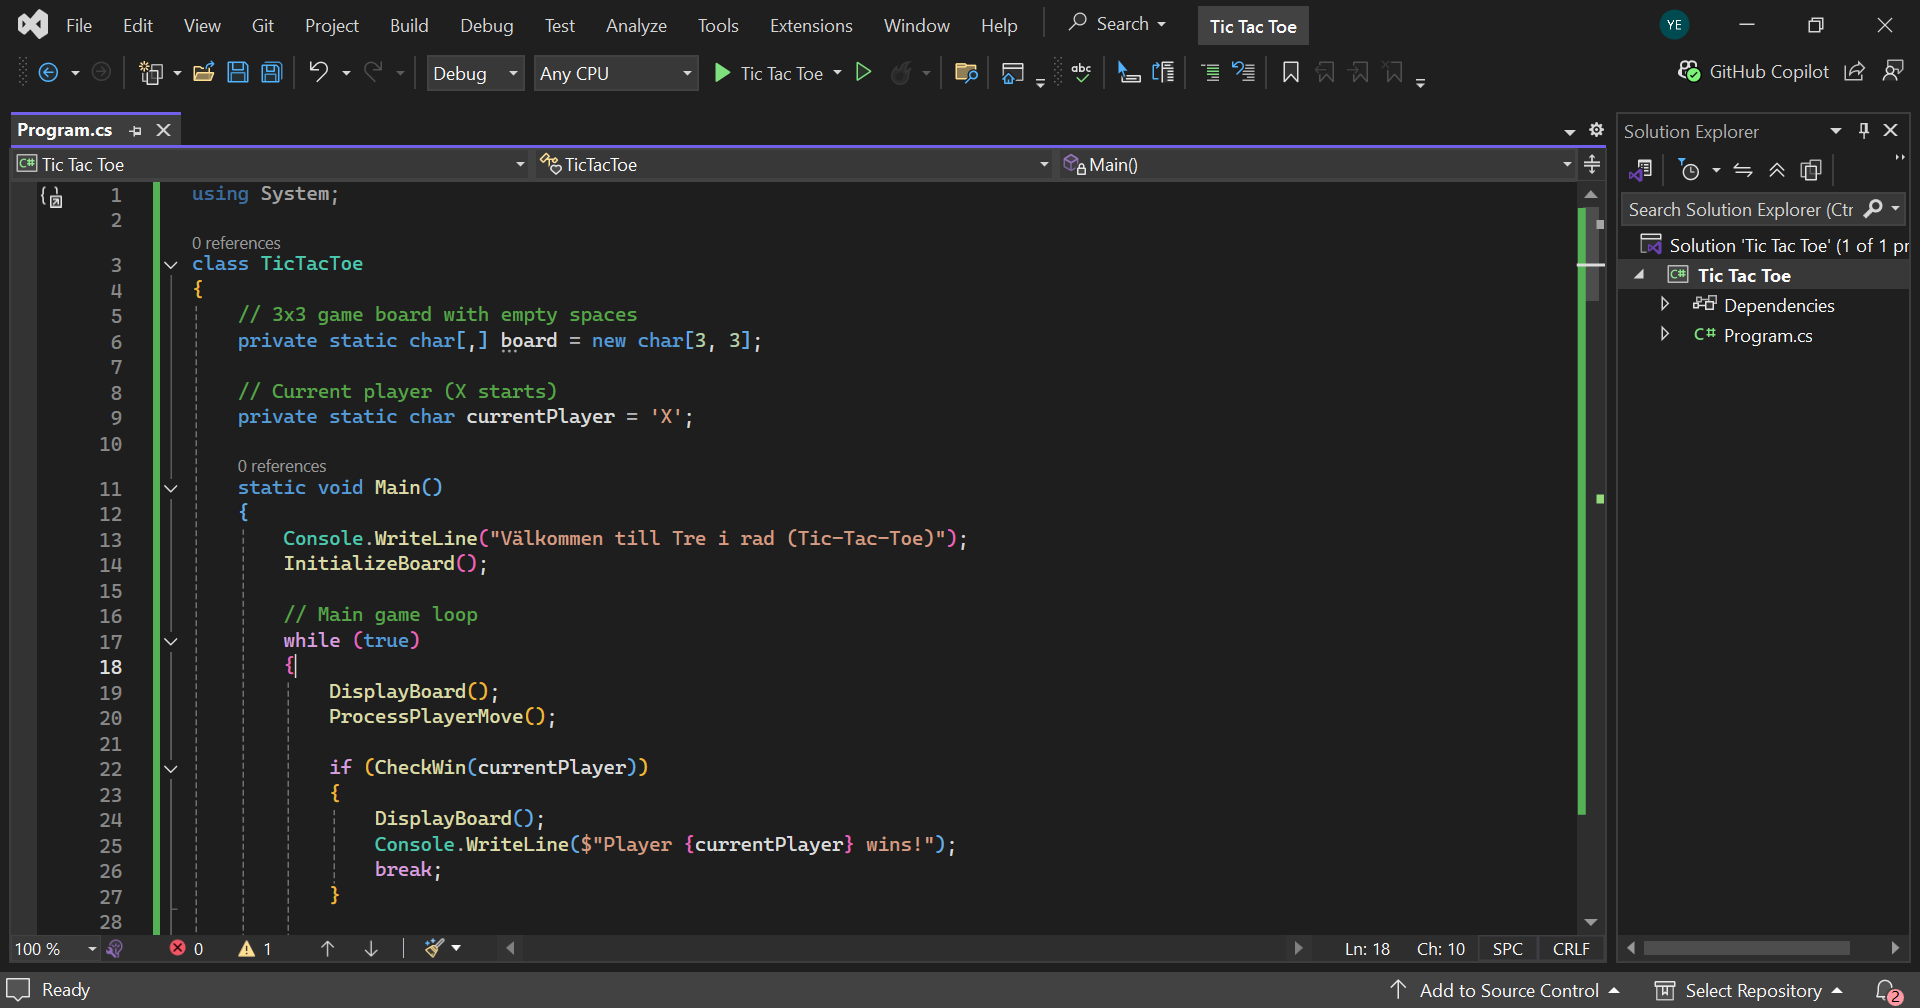 File Edit View Git Project Build Debug Test Analyze Tools Extensions Window Help Search Tic Tac Toe YE
Debug Any CPU Tic Tac Toe abc GitHub Copilot
Program.cs
C# Tic Tac Toe TicTacToe Main()
1 using System;
2
0 references
3 class TicTacToe
4 {
5 // 3x3 game board with empty spaces
6 private static char[,] board = new char[3, 3];
7
8 // Current player (X starts)
9 private static char currentPlayer = 'X';
10
0 references
11 static void Main()
12 {
13 Console.WriteLine("Välkommen till Tre i rad (Tic-Tac-Toe)");
14 InitializeBoard();
15
16 // Main game loop
17 while (true)
18 {
19 DisplayBoard();
20 ProcessPlayerMove();
21
22 if (CheckWin(currentPlayer))
23 {
24 DisplayBoard();
25 Console.WriteLine($"Player {currentPlayer} wins!");
26 break;
27 }
28
100 % 0 1 Ln: 18 Ch: 10 SPC CRLF
Solution Explorer
Search Solution Explorer (Ctr
Solution 'Tic Tac Toe' (1 of 1 pr
C# Tic Tac Toe
Dependencies
C# Program.cs
Ready Add to Source Control Select Repository 2